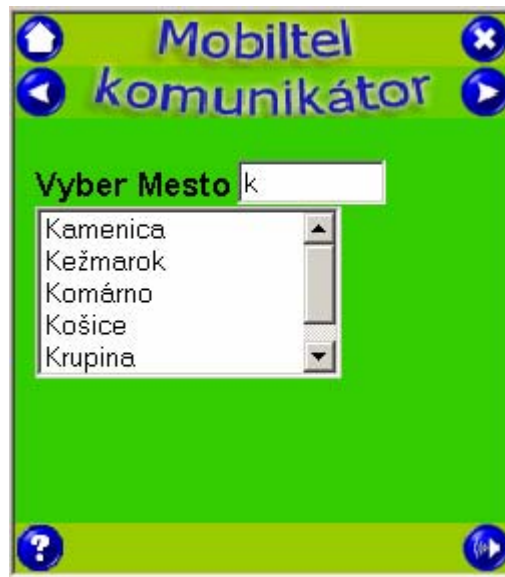 Mobiltel
komunikátor
Vyber Mesto k
Kamenica
Kežmarok
Komárno
Košice
Krupina
?